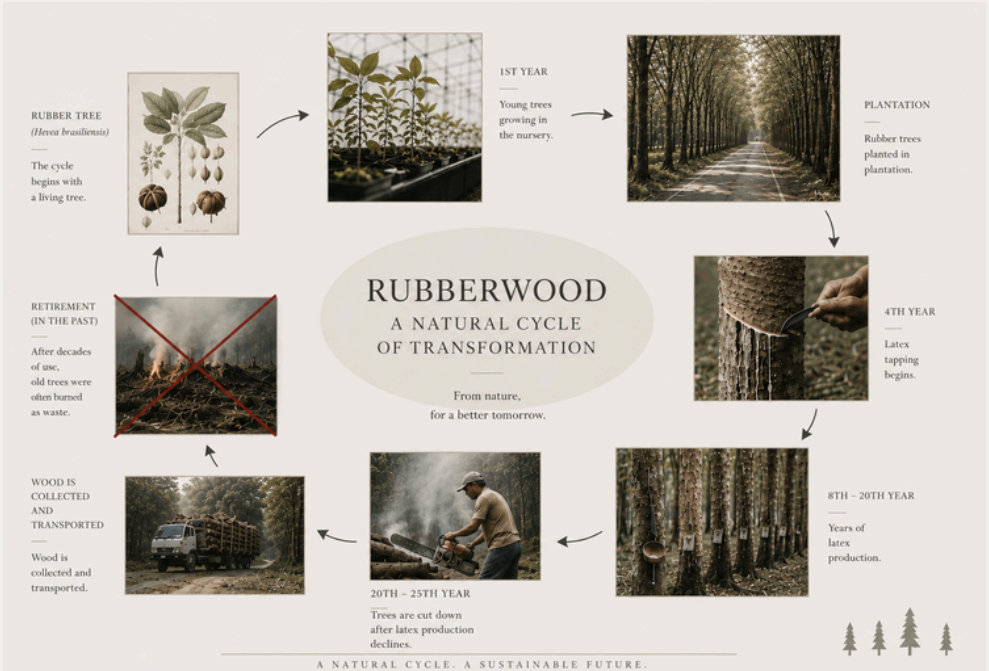 RUBBER TREE
(Hevea brasiliensis)
The cycle
begins with
a living tree.
1ST YEAR
Young trees
growing in
the nursery.
PLANTATION
Rubber trees
planted in
plantation.
4TH YEAR
Latex
tapping
begins.
8TH – 20TH YEAR
Years of
latex
production.
20TH – 25TH YEAR
Trees are cut down
after latex production
declines.
WOOD IS
COLLECTED
AND
TRANSPORTED
Wood is
collected and
transported.
RETIREMENT
(IN THE PAST)
After decades
of use,
old trees were
often burned
as waste.
RUBBERWOOD
A NATURAL CYCLE
OF TRANSFORMATION
From nature,
for a better tomorrow.
A NATURAL CYCLE. A SUSTAINABLE FUTURE.